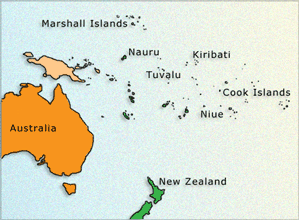 Marshall Islands
Nauru
Kiribati
Tuvalu
Cook Islands
Niue
Australia
New Zealand